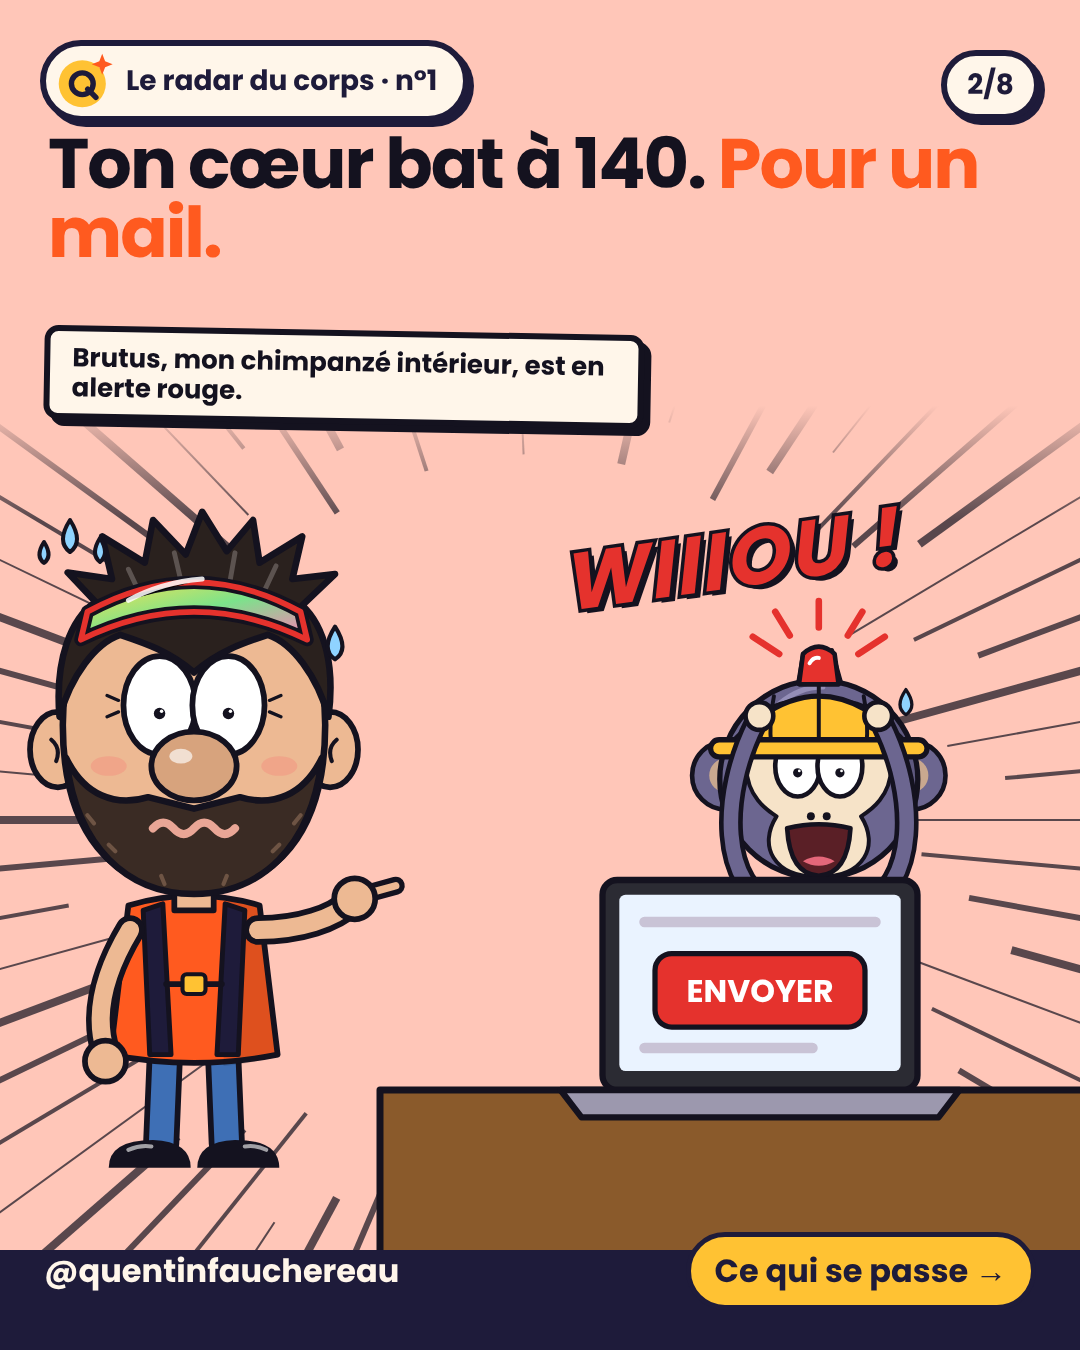 Q
Le radar du corps · n°1
2/8
Ton cœur bat à 140. Pour un
mail.
Brutus, mon chimpanzé intérieur, est en
alerte rouge.
WIIIOU !
ENVOYER
@quentinfauchereau
Ce qui se passe →